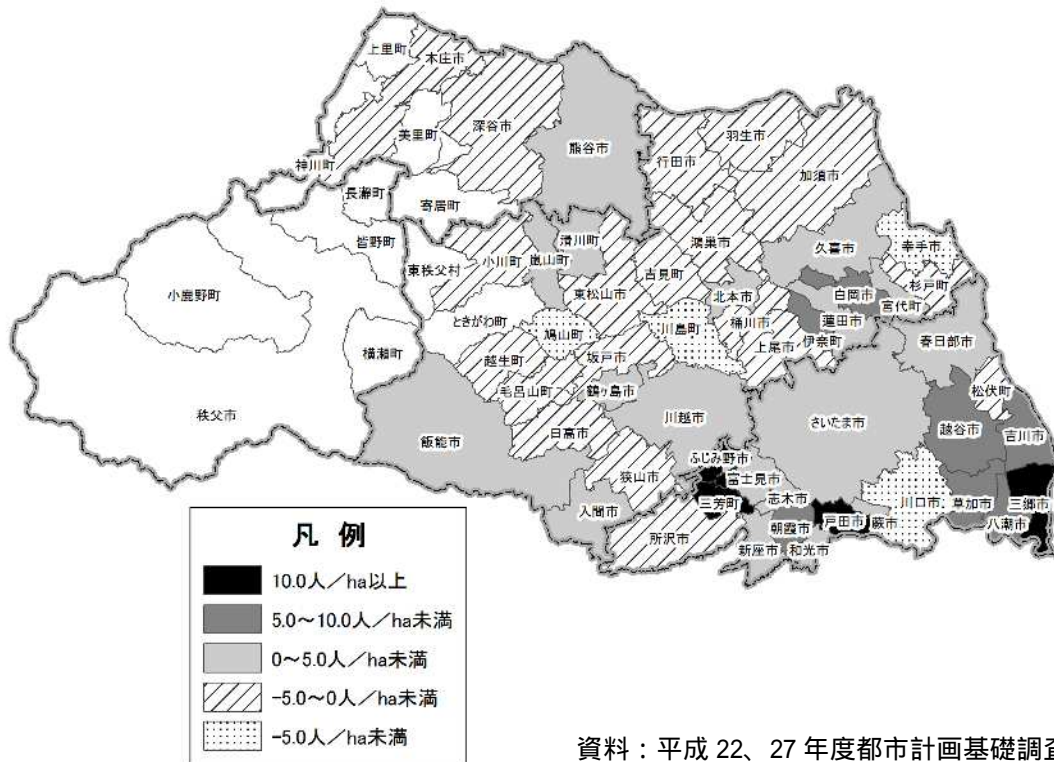 上里町
本庄市
美里町
深谷市
熊谷市
神川町
長瀞町
寄居町
皆野町
行田市
羽生市
加須市
小鹿野町
東秩父村
小川町
嵐山町
滑川町
東松山市
吉見町
鴻巣市
久喜市
幸手市
杉戸町
北本市
白岡市
宮代町
蓮田市
ときがわ町
鳩山町
川島町
桶川市
上尾市
伊奈町
春日部市
横瀬町
越生町
坂戸市
毛呂山町
鶴ヶ島市
松伏町
秩父市
飯能市
日高市
川越市
さいたま市
越谷市
吉川市
狭山市
ふじみ野市
富士見市
入間市
三芳町
志木市
川口市
草加市
三郷市
所沢市
朝霞市
戸田市
蕨市
八潮市
新座市
和光市
凡 例
10.0人/ha以上
5.0~10.0人/ha未満
0~5.0人/ha未満
-5.0~0人/ha未満
-5.0人/ha未満
資料:平成 22、27 年度都市計画基礎調査